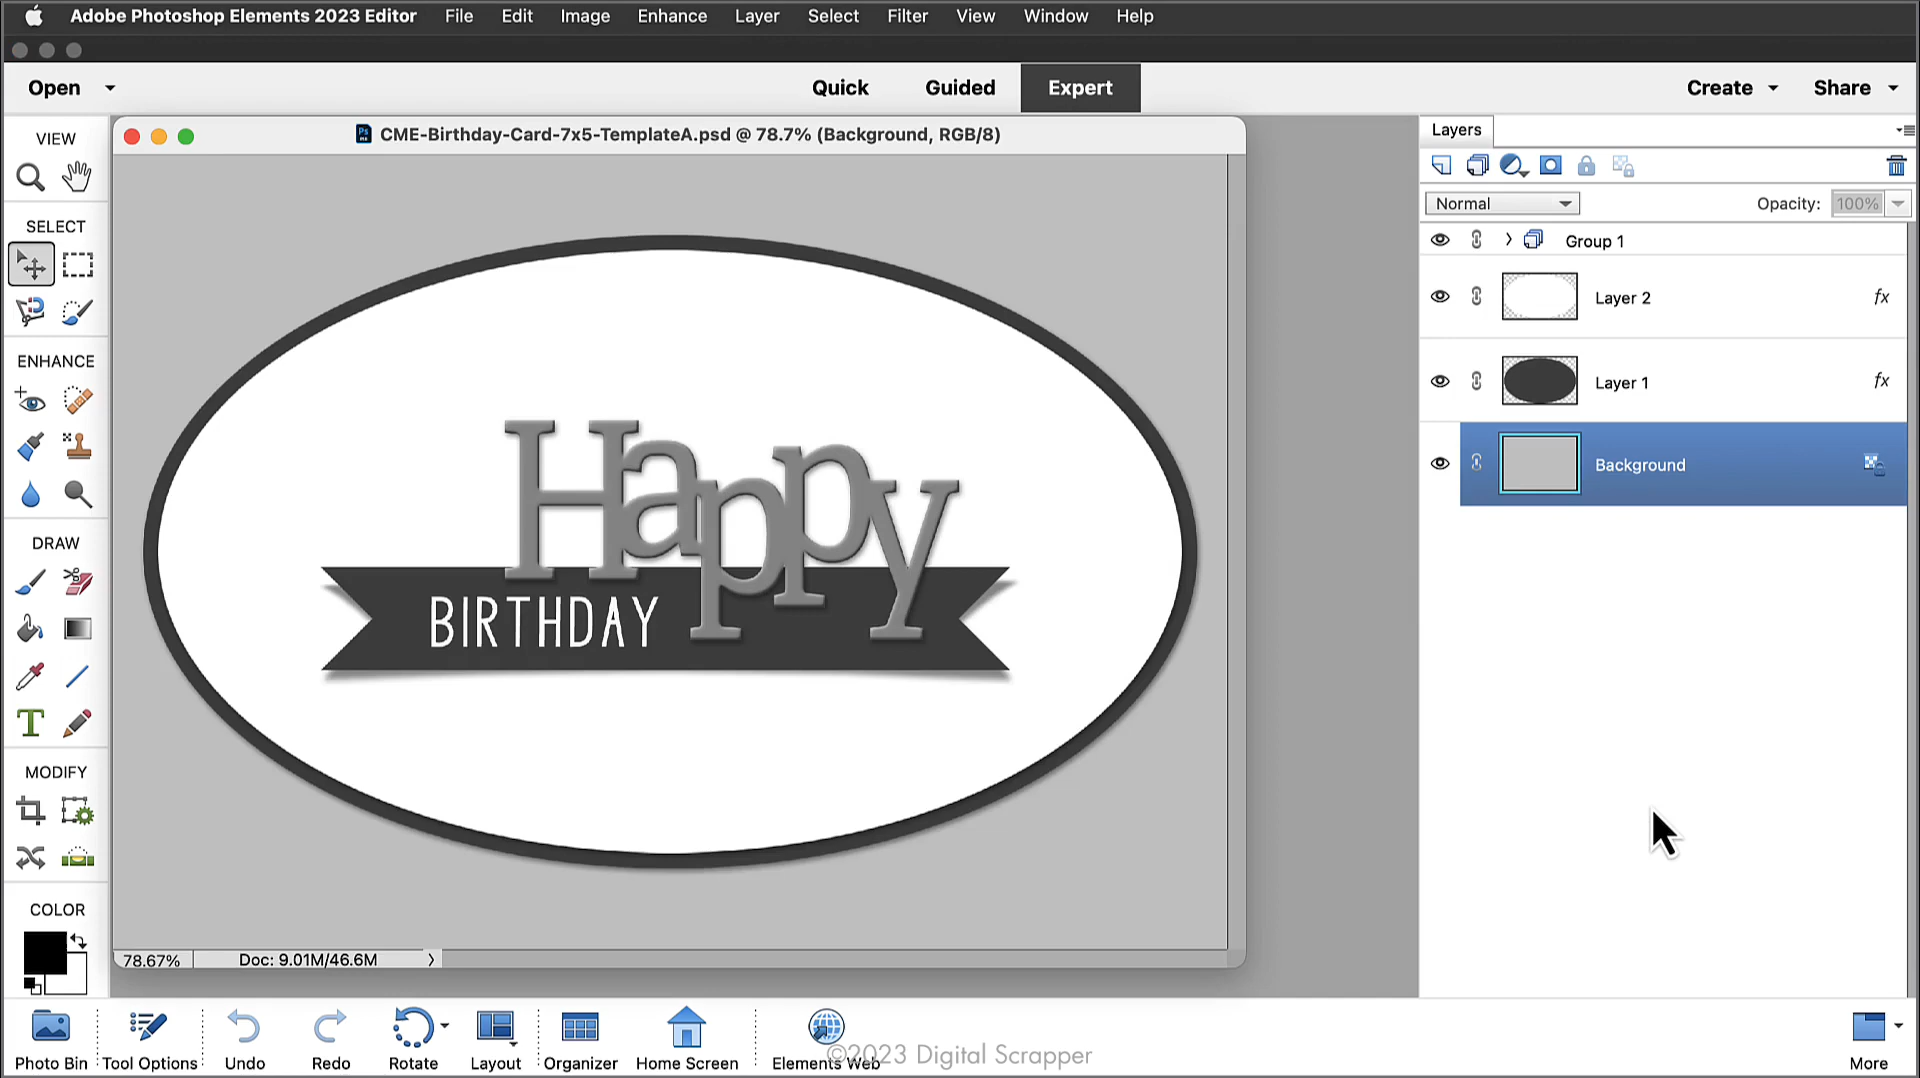 Adobe Photoshop Elements 2023 Editor File Edit Image Enhance Layer Select Filter View Window Help
Open Quick Guided Expert Create Share
VIEW
SELECT
ENHANCE
DRAW
T
MODIFY
COLOR
CME-Birthday-Card-7x5-TemplateA.psd @ 78.7% (Background, RGB/8)
Happy
BIRTHDAY
78.67% Doc: 9.01M/46.6M
Layers
Normal Opacity: 100%
Group 1
Layer 2 fx
Layer 1 fx
Background
Photo Bin Tool Options Undo Redo Rotate Layout Organizer Home Screen Elements Web More
©2023 Digital Scrapper